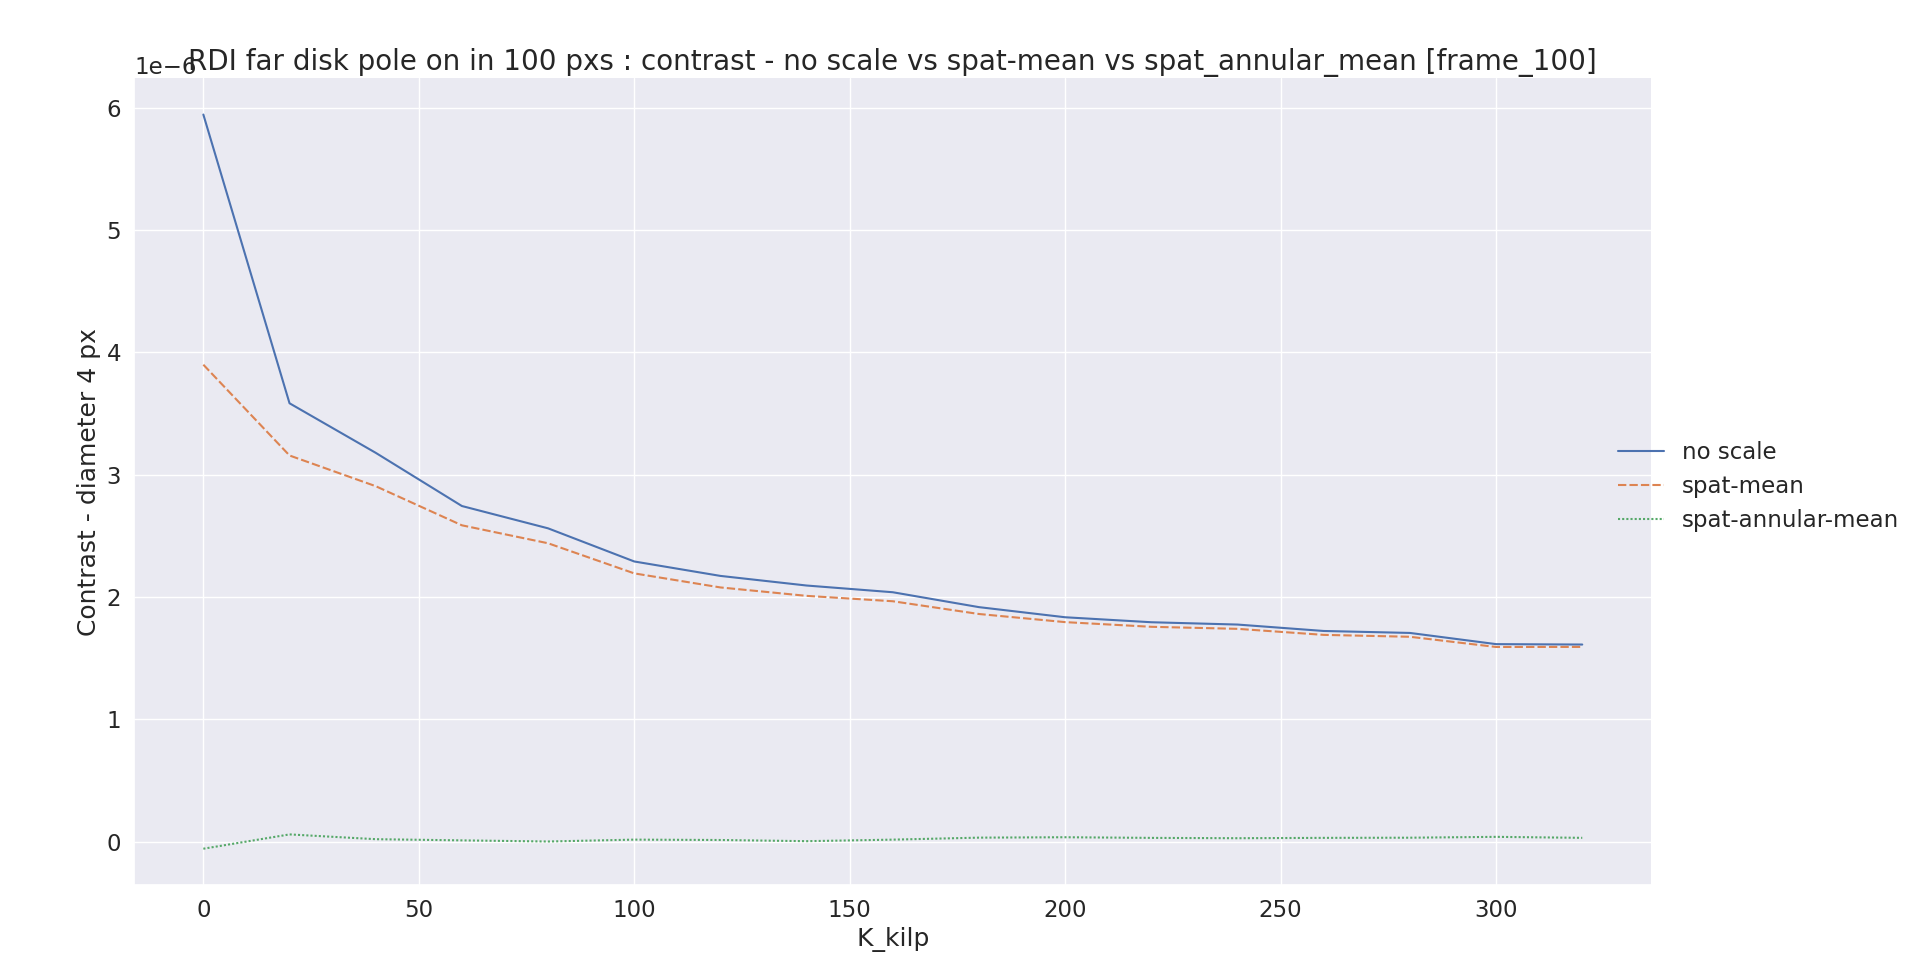 RDI far disk pole on in 100 pxs : contrast - no scale vs spat-mean vs spat_annular_mean [frame_100]
1e−6
6
5
4
3
2
1
0
Contrast - diameter 4 px
0 50 100 150 200 250 300
K_kilp
no scale
spat-mean
spat-annular-mean